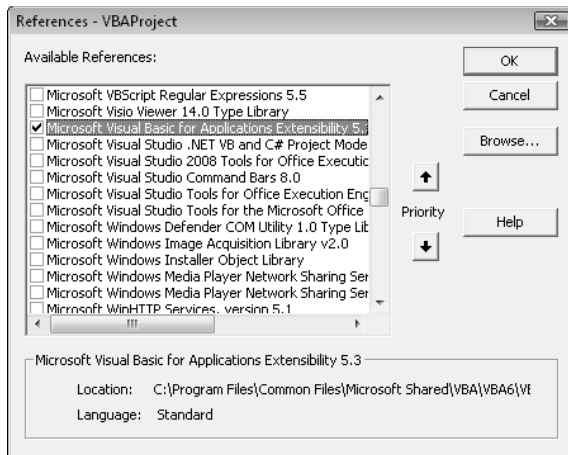 References - VBAProject
Available References:
Microsoft VBScript Regular Expressions 5.5
Microsoft Visio Viewer 14.0 Type Library
Microsoft Visual Basic for Applications Extensibility 5.
Microsoft Visual Studio .NET VB and C# Project Mode
Microsoft Visual Studio 2008 Tools for Office Executic
Microsoft Visual Studio Command Bars 8.0
Microsoft Visual Studio Tools for Office Execution Eng
Microsoft Visual Studio Tools for the Microsoft Office
Microsoft Windows Defender COM Utility 1.0 Type Lib
Microsoft Windows Image Acquisition Library v2.0
Microsoft Windows Installer Object Library
Microsoft Windows Media Player Network Sharing Ser
Microsoft Windows Media Player Network Sharing Ser
Microsoft WinHTTP Services, version 5.1
OK
Cancel
Browse...
Priority
Help
Microsoft Visual Basic for Applications Extensibility 5.3
Location: C:\Program Files\Common Files\Microsoft Shared\VBA\VBA6\VE
Language: Standard